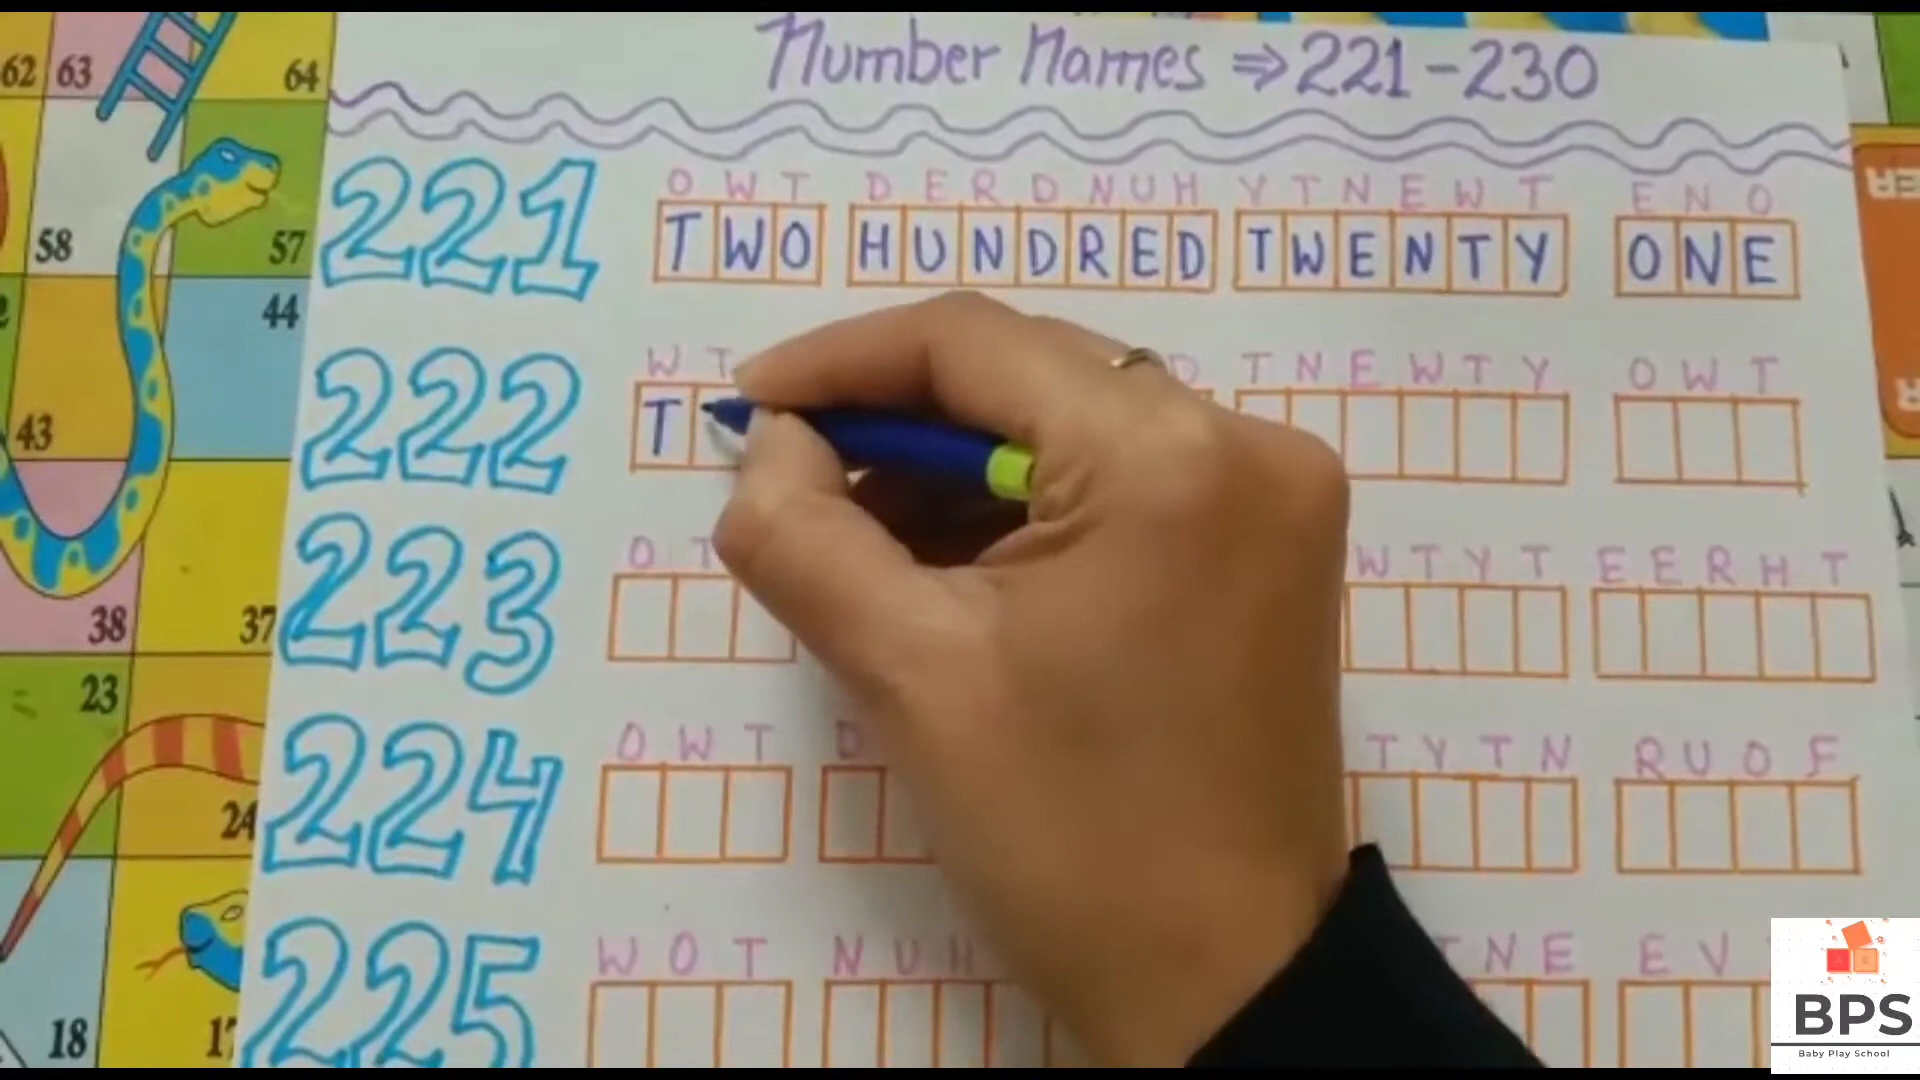 Number Names ⇒ 221-230
62 63 64
58 57
44
43
38 37
23
24
18 17
221 O W T D E R D N U H Y T N E W T E N O
TWO HUNDRED TWENTY ONE
222 W T D T N E W T Y O W T
T
223 O T W T Y T E E R H T
224 O W T D T Y T N R U O F
225 W O T N U H N E E V
BPS
Baby Play School